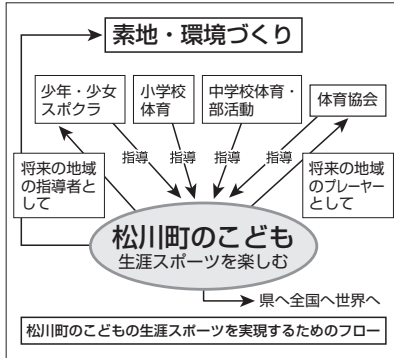 素地・環境づくり
少年・少女
スポクラ
小学校
体育
中学校体育・
部活動
体育協会
指導
指導
指導
指導
将来の地域
の指導者と
して
将来の地域
のプレーヤー
として
松川町のこども
生涯スポーツを楽しむ
県へ全国へ世界へ
松川町のこどもの生涯スポーツを実現するためのフロー